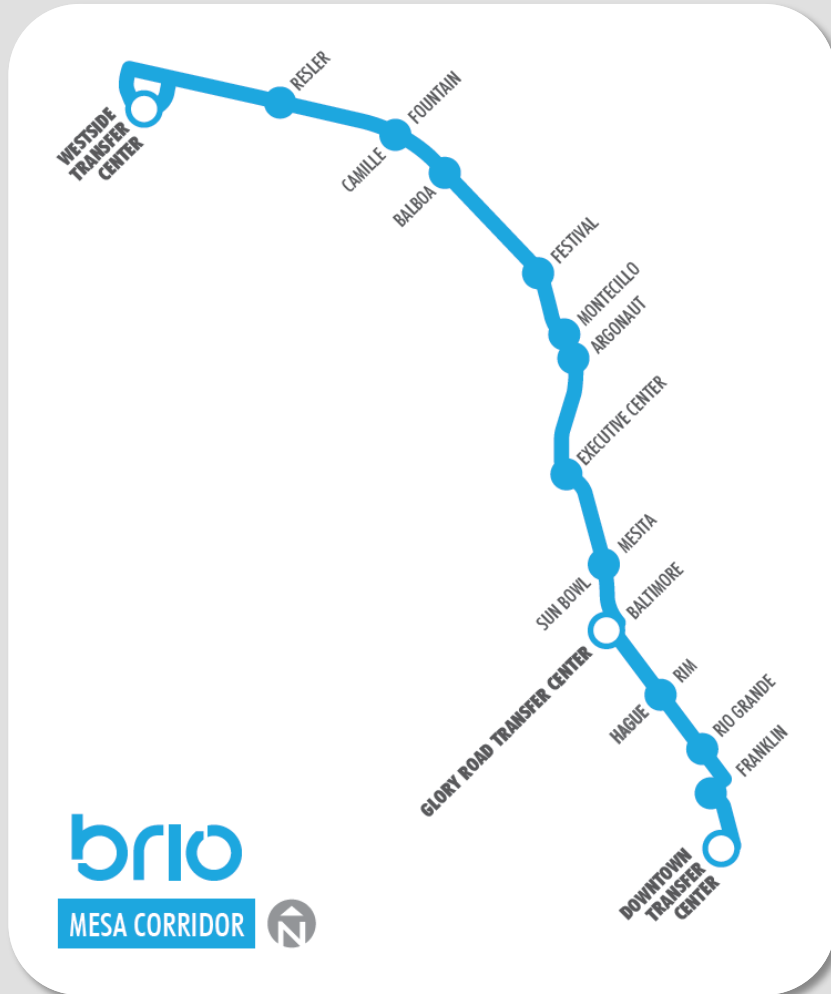 RESLER
WESTSIDE
TRANSFER
CENTER
FOUNTAIN
CAMILLE
BALBOA
FESTIVAL
MONTECILLO
ARGONAUT
EXECUTIVE CENTER
MESITA
SUN BOWL
BALTIMORE
GLORY ROAD TRANSFER CENTER
RIM
HAGUE
RIO GRANDE
FRANKLIN
DOWNTOWN
TRANSFER
CENTER
brio
MESA CORRIDOR
N